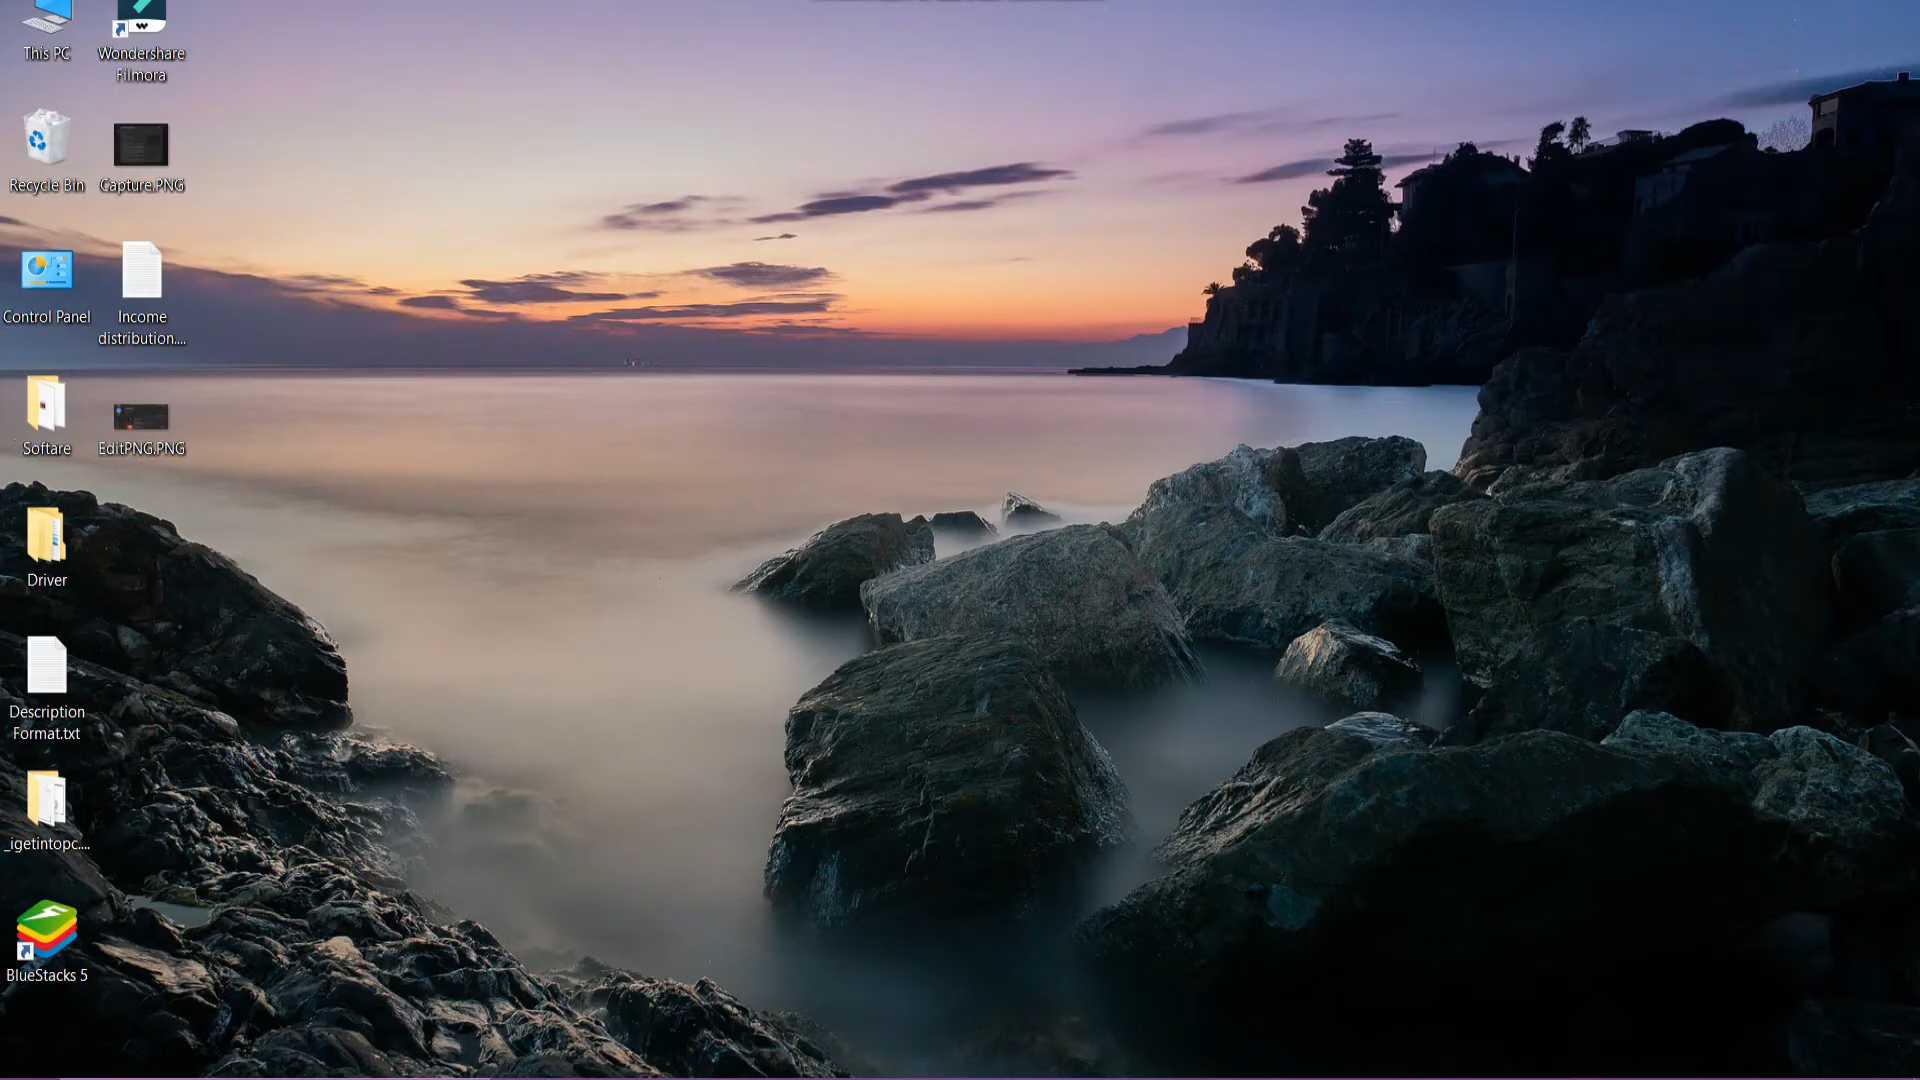 This PC
Wondershare
Filmora
Recycle Bin
Capture.PNG
Control Panel
Income
distribution....
Softare
EditPNG.PNG
Driver
Description
Format.txt
_igetintopc....
BlueStacks 5